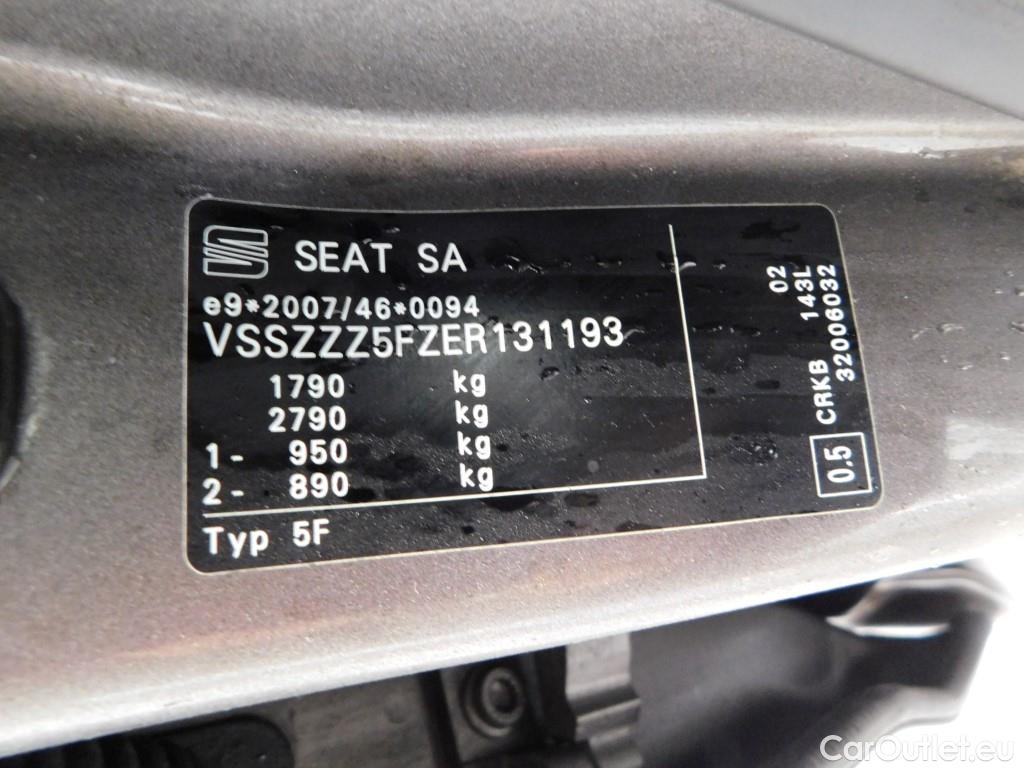 SEAT SA
e9*2007/46*0094
VSSZZZ5FZER131193
1790 kg
2790 kg
1- 950 kg
2- 890 kg
Typ 5F
02
CRKB 143L
32006032
0.5
CarOutlet.eu